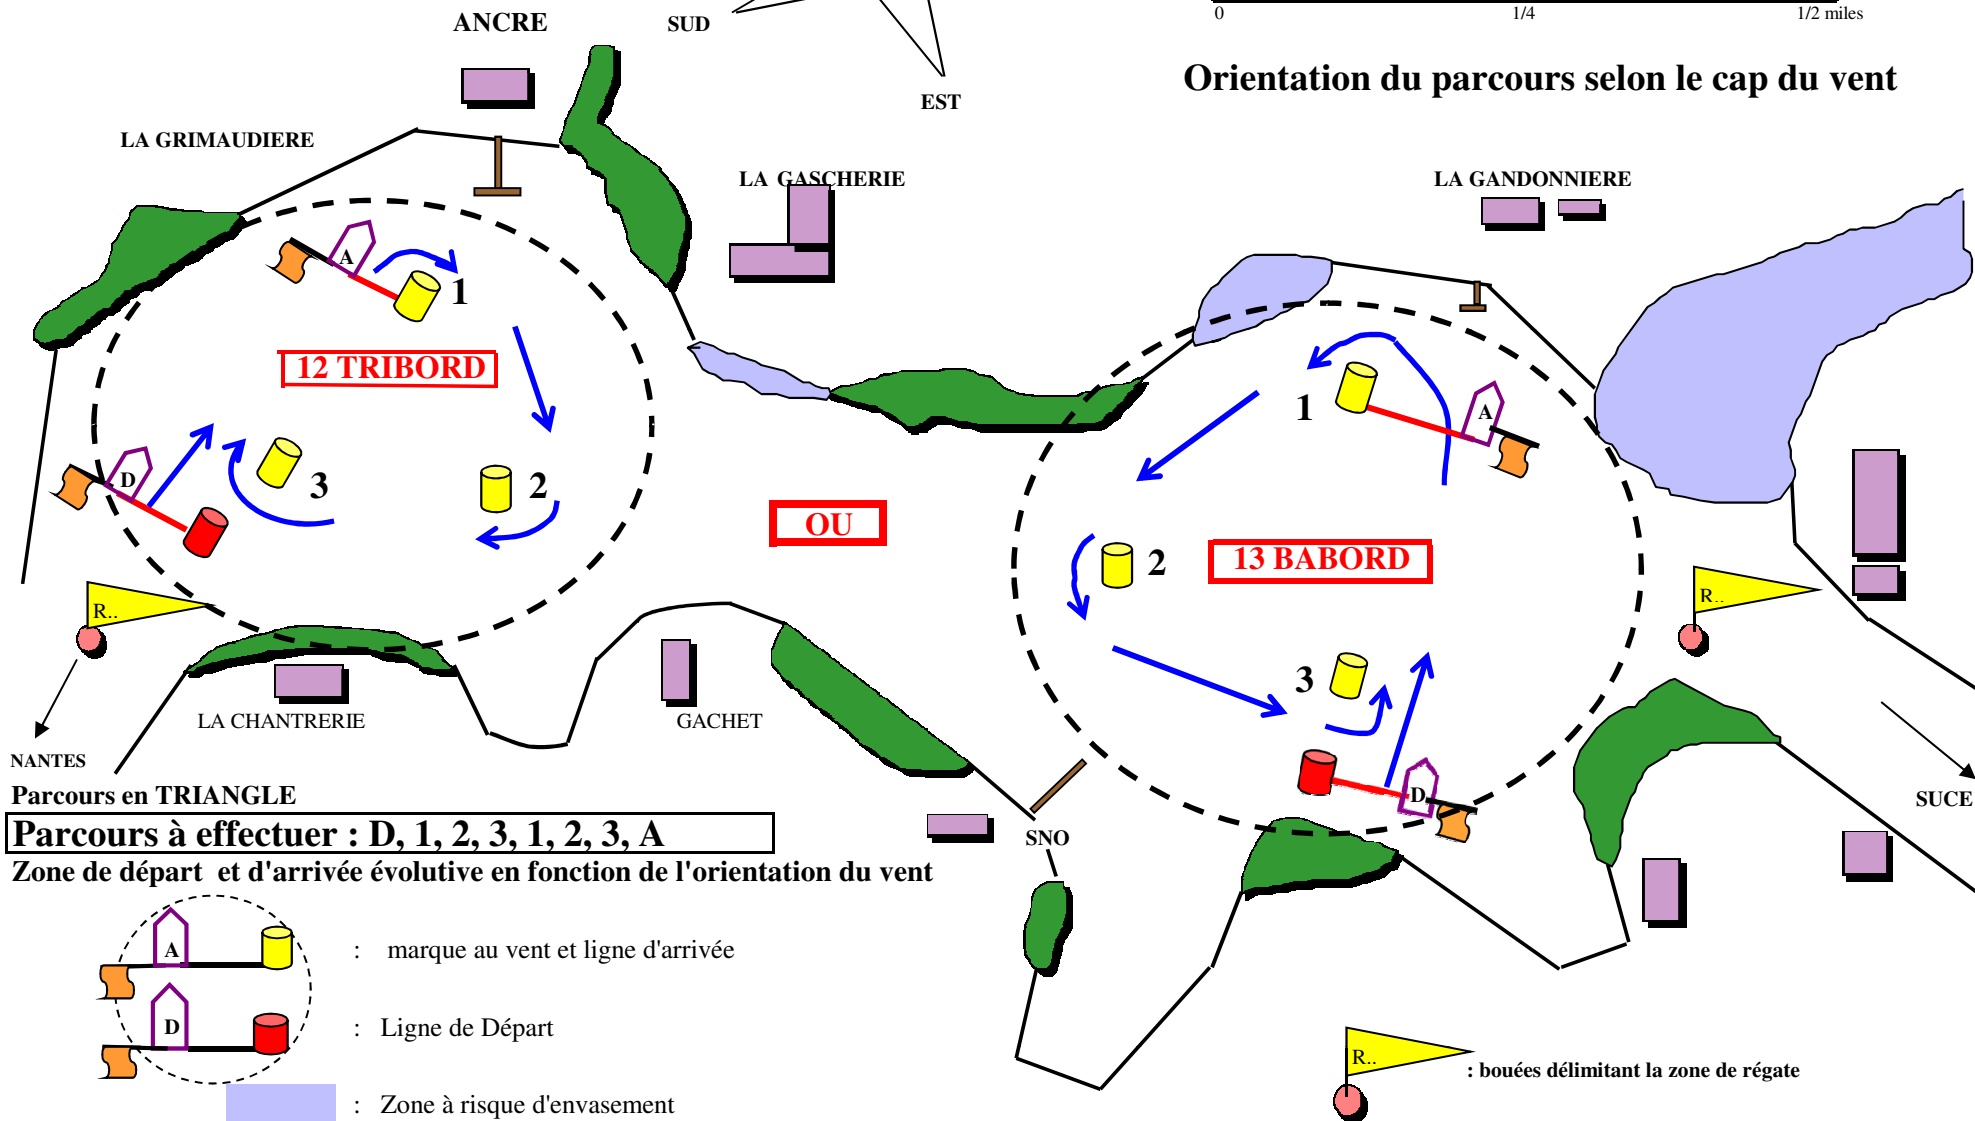 ANCRE
SUD
EST
0 1/4 1/2 miles
Orientation du parcours selon le cap du vent
LA GRIMAUDIERE
LA GASCHERIE
LA GANDONNIERE
A
1
12 TRIBORD
D
3
2
R..
OU
1
A
2
13 BABORD
3
D
R..
LA CHANTRERIE
GACHET
NANTES
SUCE
SNO
Parcours en TRIANGLE
Parcours à effectuer : D, 1, 2, 3, 1, 2, 3, A
Zone de départ et d'arrivée évolutive en fonction de l'orientation du vent
A
: marque au vent et ligne d'arrivée
D
: Ligne de Départ
: Zone à risque d'envasement
R..
: bouées délimitant la zone de régate